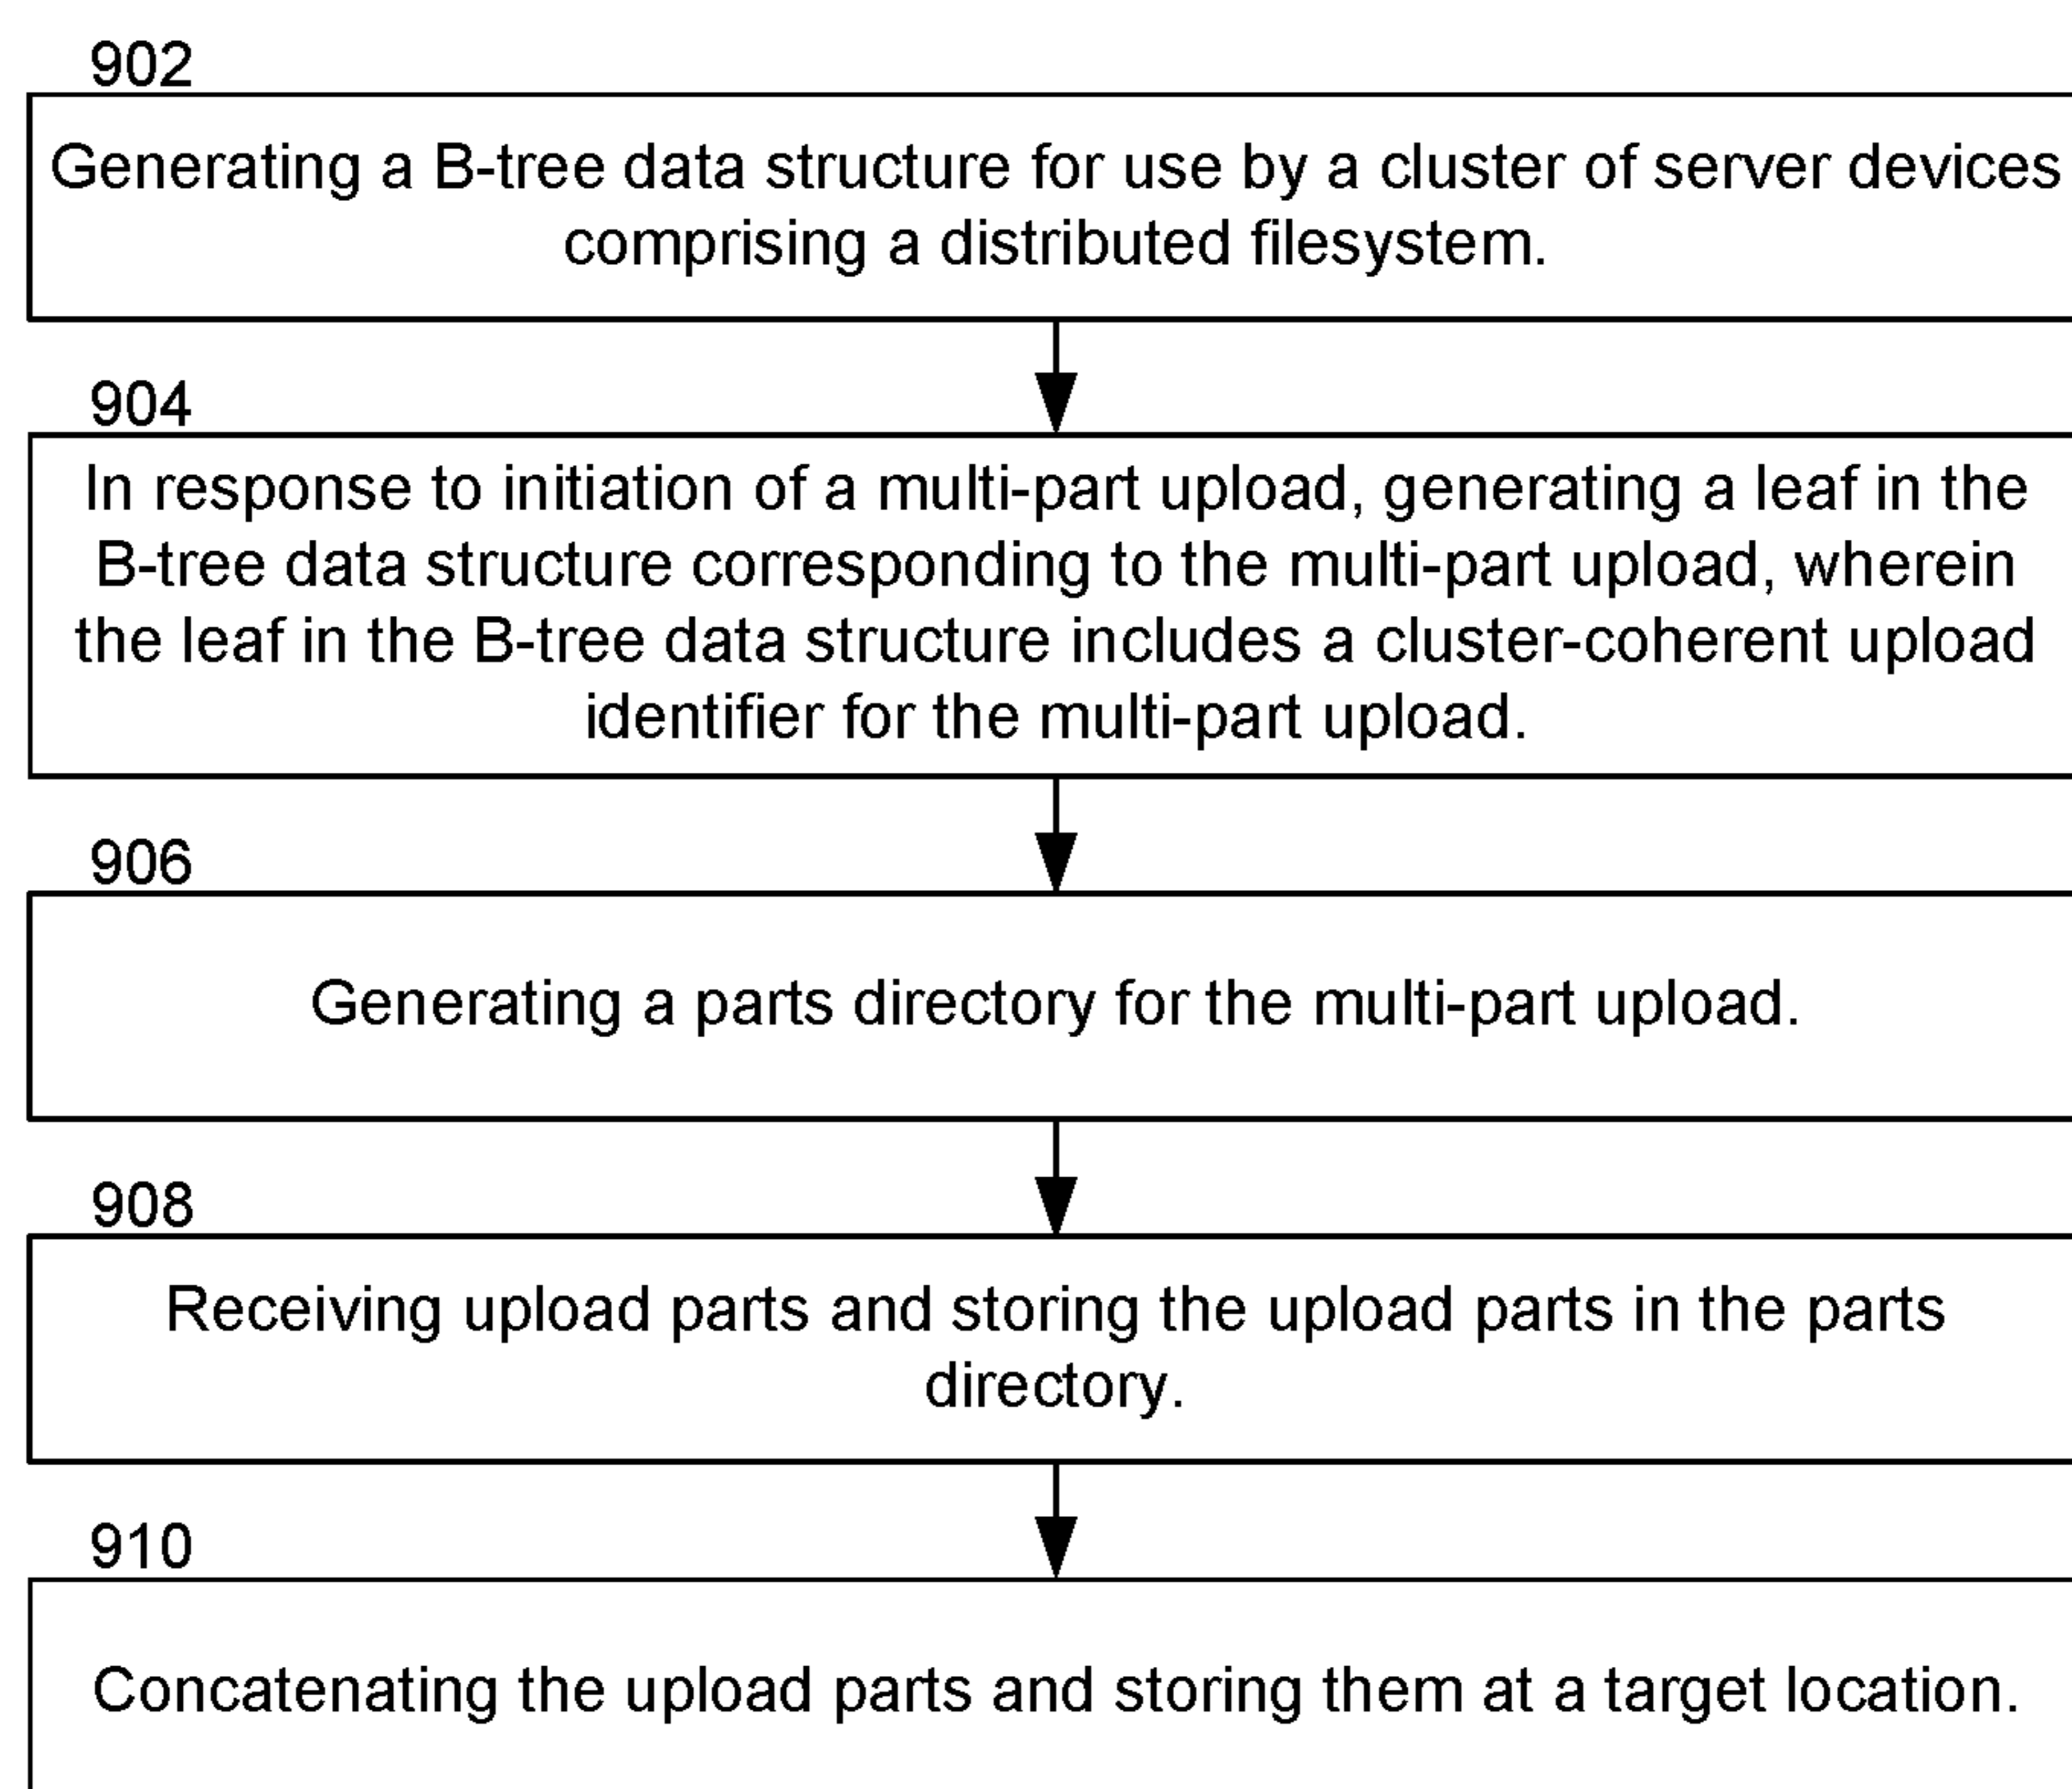 902
Generating a B-tree data structure for use by a cluster of server devices
comprising a distributed filesystem.
904
In response to initiation of a multi-part upload, generating a leaf in the
B-tree data structure corresponding to the multi-part upload, wherein
the leaf in the B-tree data structure includes a cluster-coherent upload
identifier for the multi-part upload.
906
Generating a parts directory for the multi-part upload.
908
Receiving upload parts and storing the upload parts in the parts
directory.
910
Concatenating the upload parts and storing them at a target location.